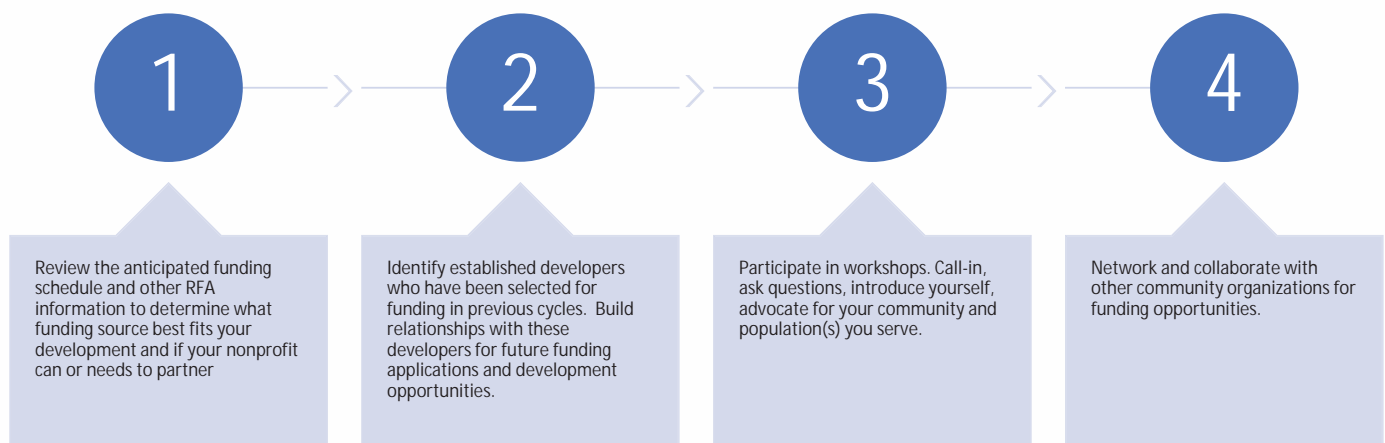 1
2
3
4
Review the anticipated funding
schedule and other RFA
information to determine what
funding source best fits your
development and if your nonprofit
can or needs to partner
Identify established developers
who have been selected for
funding in previous cycles.  Build
relationships with these
developers for future funding
applications and development
opportunities.
Participate in workshops. Call-in,
ask questions, introduce yourself,
advocate for your community and
population(s) you serve.
Network and collaborate with
other community organizations for
funding opportunities.